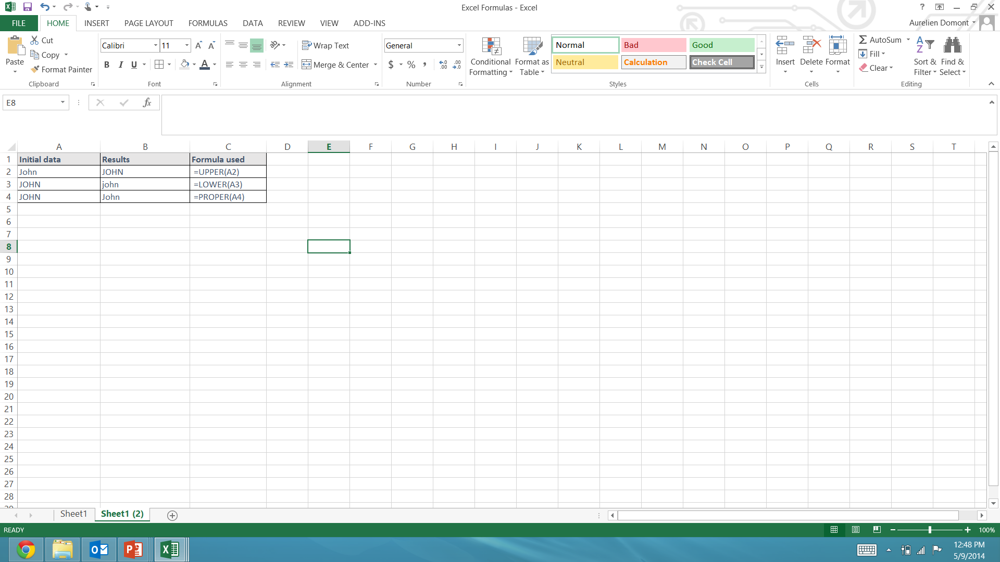 Excel Formulas - Excel
FILE HOME INSERT PAGE LAYOUT FORMULAS DATA REVIEW VIEW ADD-INS Aurelien Domont
Paste
Cut
Copy
Format Painter
Clipboard
Calibri 11
B I U A
Font
Wrap Text
Merge & Center
Alignment
General
$ % ,
Number
Conditional Formatting
Format as Table
Normal Bad Good
Neutral Calculation Check Cell
Styles
Insert Delete Format
Cells
AutoSum
Fill
Clear
Sort & Filter
Find & Select
Editing
E8 fx
A B C D E F G H I J K L M N O P Q R S T
1 Initial data Results Formula used
2 John JOHN =UPPER(A2)
3 JOHN john =LOWER(A3)
4 JOHN John =PROPER(A4)
5
6
7
8
9
10
11
12
13
14
15
16
17
18
19
20
21
22
23
24
25
26
27
28
29
Sheet1 Sheet1 (2)
READY 100%
12:48 PM
5/9/2014